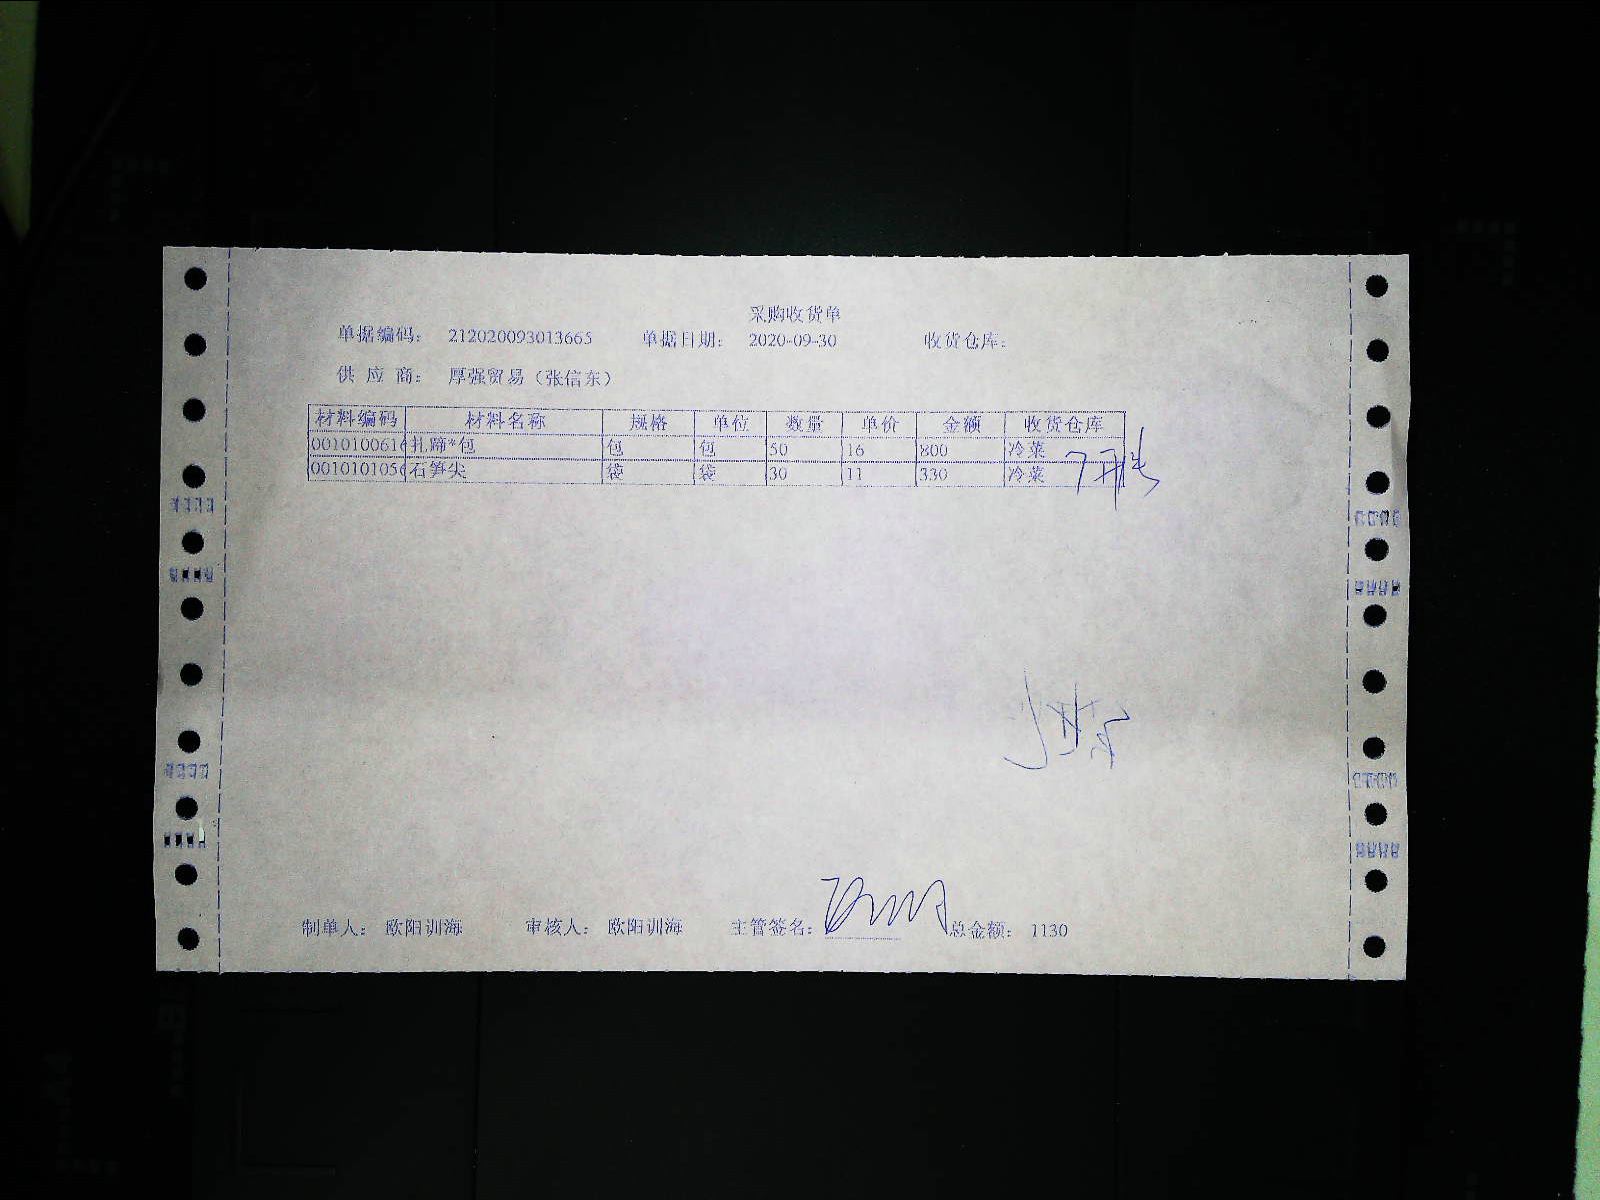 采购收货单
单据编码： 212020093013665 单据日期： 2020-09-30 收货仓库：
供 应 商： 厚强贸易（张信东）
材料编码 材料名称 规格 单位 数量 单价 金额 收货仓库
0010100616 扎蹄*包 包 包 50 16 800 冷菜
0010101056 石笋尖 袋 袋 30 11 330 冷菜
制单人： 欧阳训海 审核人： 欧阳训海 主管签名： 总金额： 1130